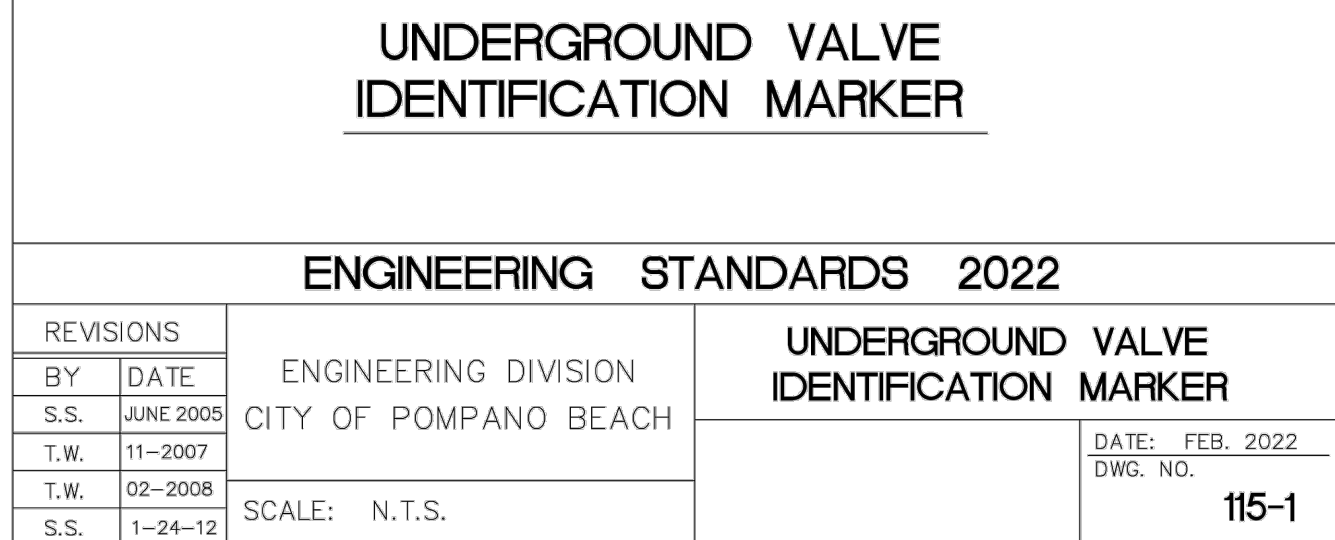 UNDERGROUND VALVE
IDENTIFICATION MARKER
ENGINEERING STANDARDS 2022
REVISIONS
BY DATE
S.S. JUNE 2005
T.W. 11-2007
T.W. 02-2008
S.S. 1-24-12
ENGINEERING DIVISION
CITY OF POMPANO BEACH
SCALE: N.T.S.
UNDERGROUND VALVE
IDENTIFICATION MARKER
DATE: FEB. 2022
DWG. NO.
115-1